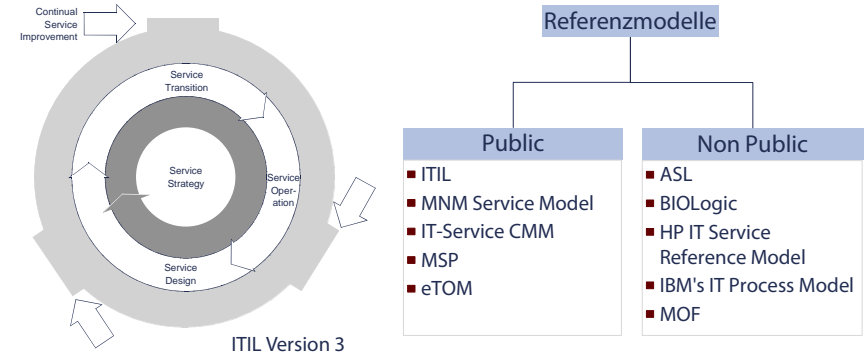 Continual
Service
Improvement
Service
Transition
Service
Strategy
Service
Oper-
ation
Service
Design
ITIL Version 3
Referenzmodelle
Public
ITIL
MNM Service Model
IT-Service CMM
MSP
eTOM
Non Public
ASL
BIOLogic
HP IT Service
Reference Model
IBM's IT Process Model
MOF